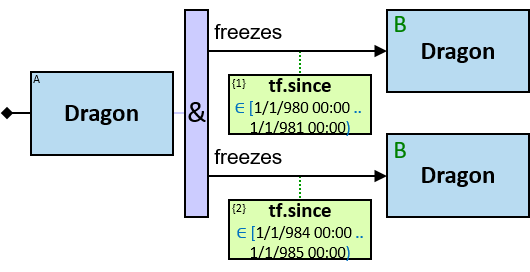 A
Dragon
&
freezes
B
Dragon
{1}
tf.since
∈ [1/1/980 00:00 ..
1/1/981 00:00)
freezes
B
Dragon
{2}
tf.since
∈ [1/1/984 00:00 ..
1/1/985 00:00)